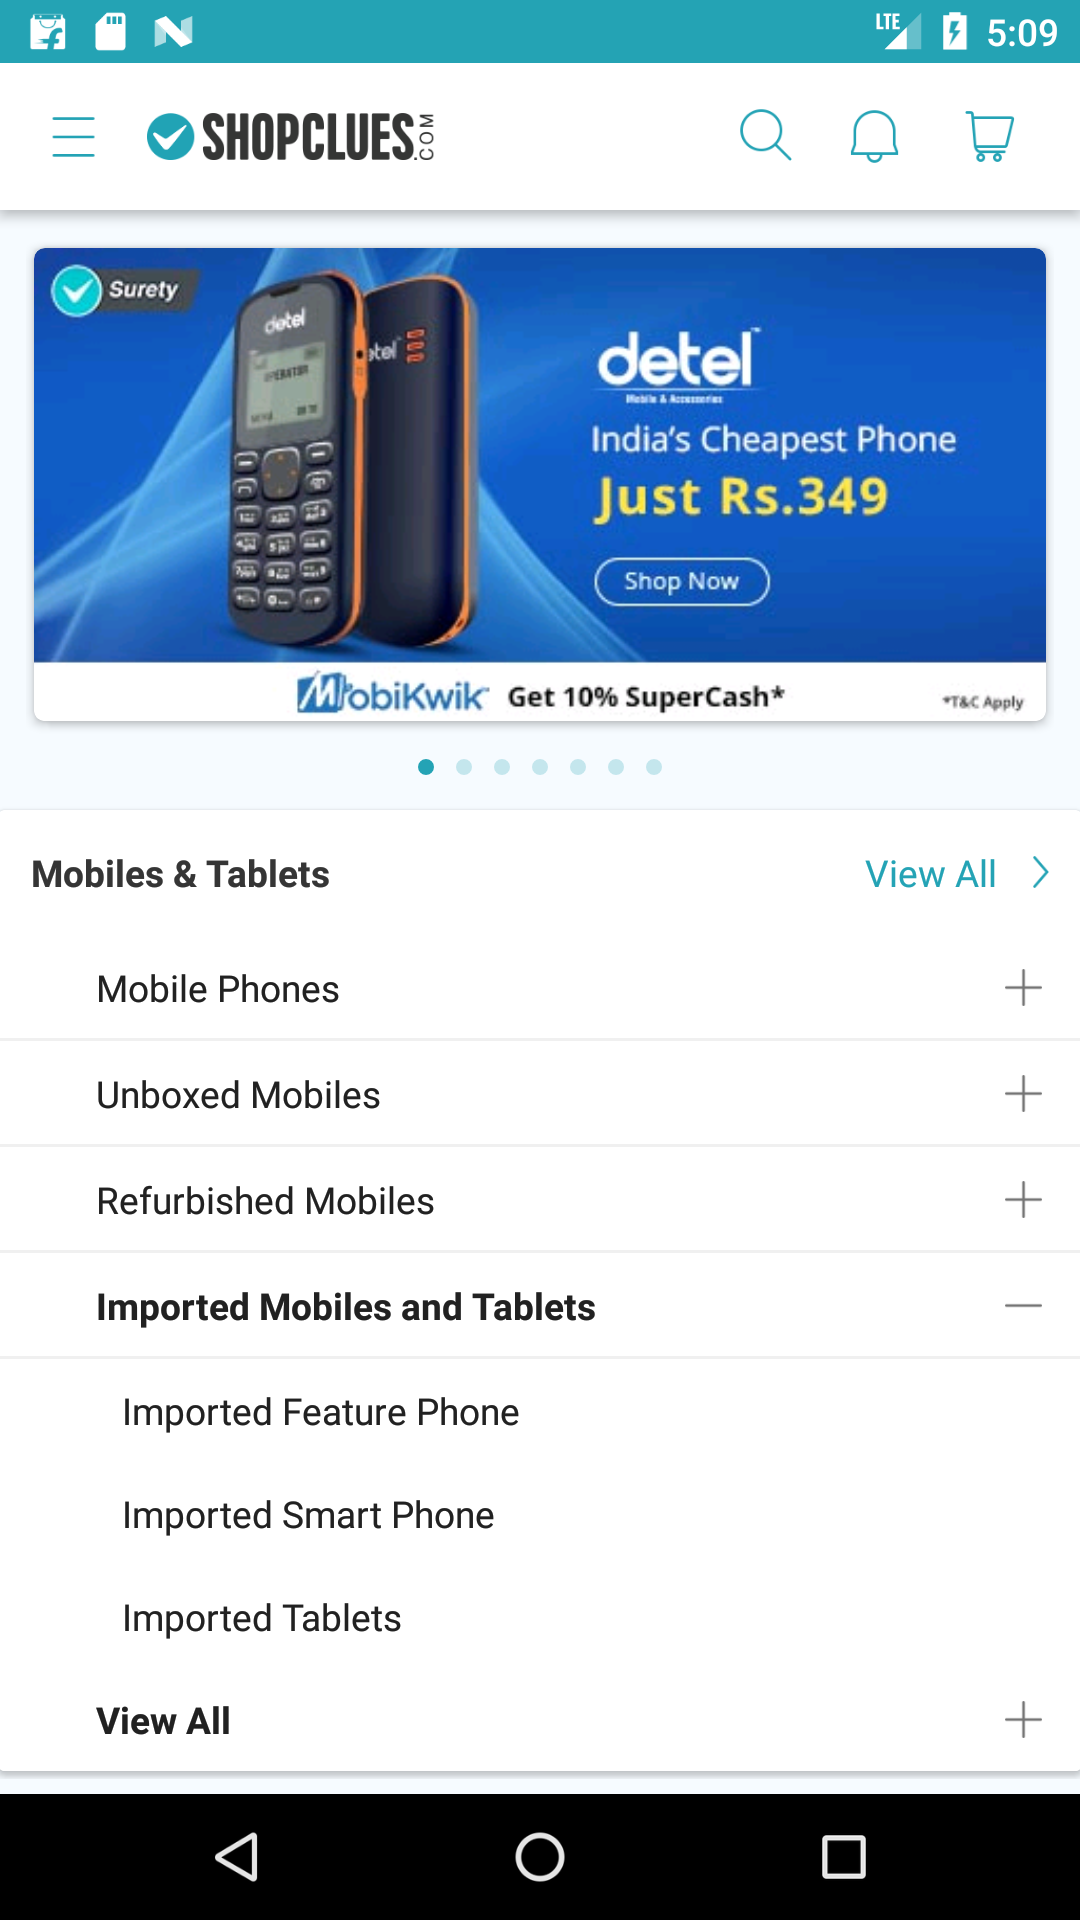 LTE 5:09
SHOPCLUES.COM
Surety
detel
detel
Mobile & Accessories
India's Cheapest Phone
Just Rs.349
Shop Now
MobiKwik Get 10% SuperCash*
*T&C Apply
Mobiles & Tablets View All
Mobile Phones
Unboxed Mobiles
Refurbished Mobiles
Imported Mobiles and Tablets
Imported Feature Phone
Imported Smart Phone
Imported Tablets
View All